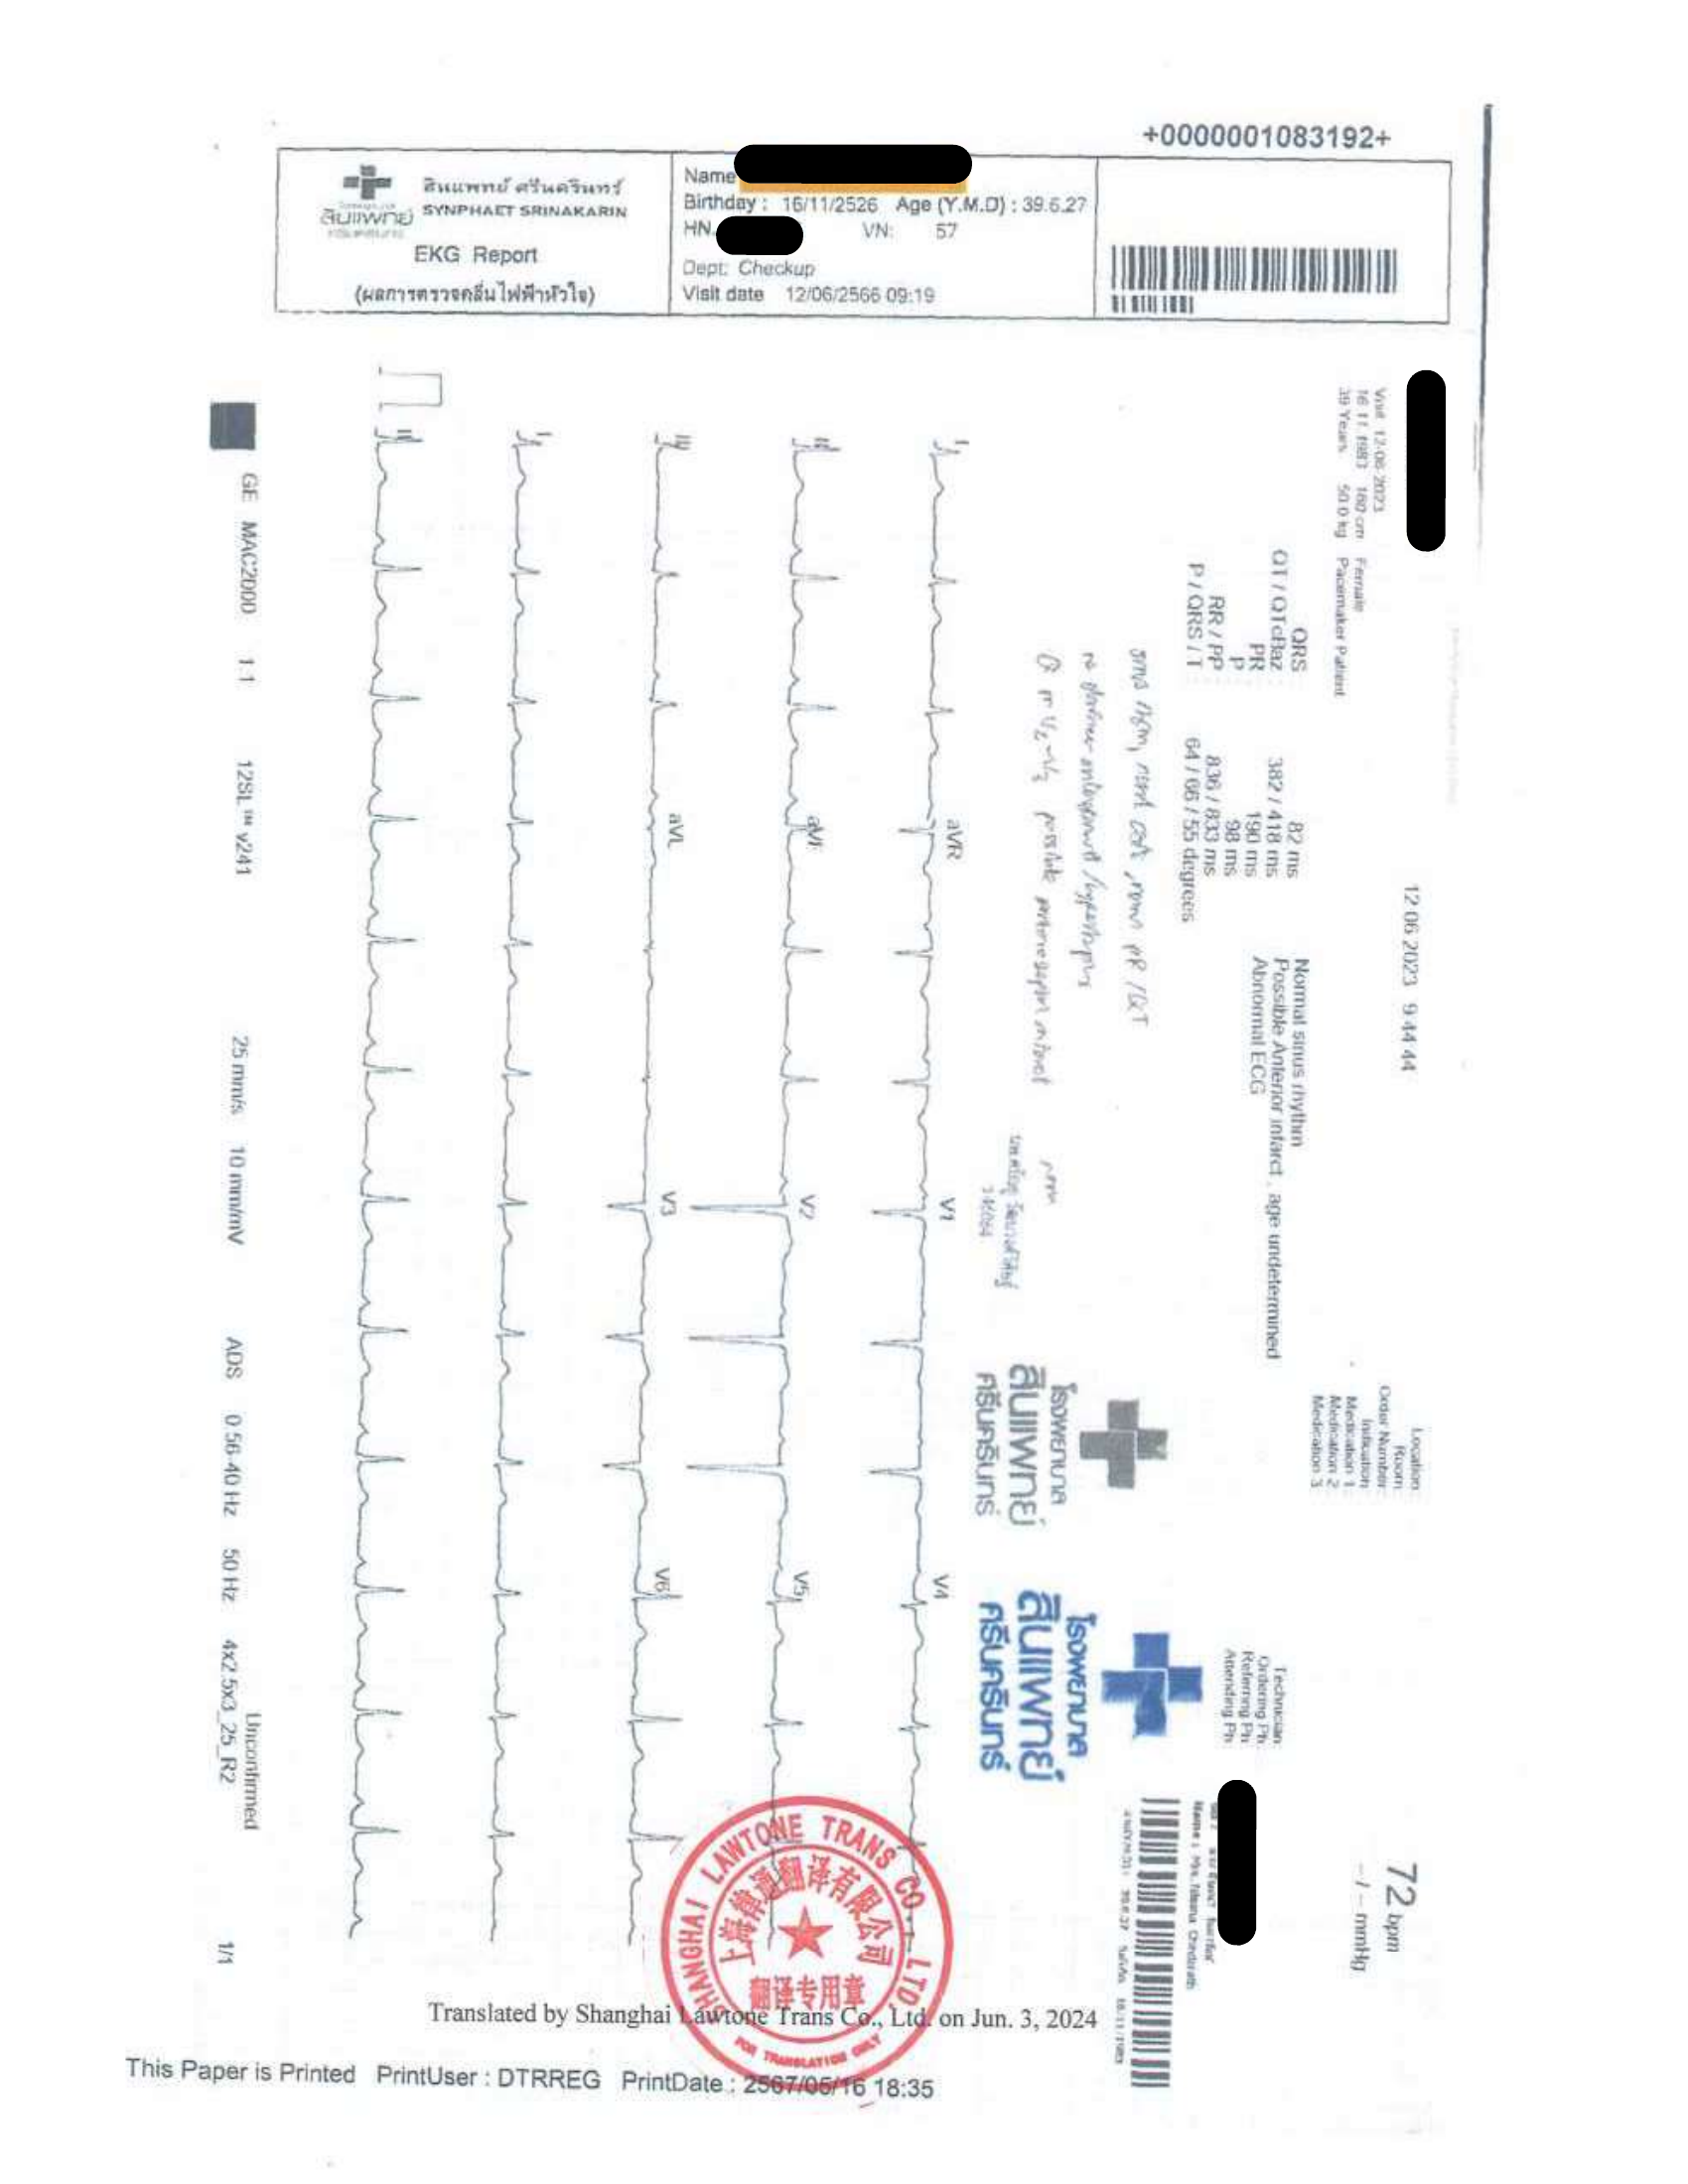 +0000001083192+
สินแพทย์ ศรีนครินทร์
SYNPHAET SRINAKARIN
สินแพทย์
EKG Report
(ผลการตรวจคลื่นไฟฟ้าหัวใจ)
Name
Birthday : 16/11/2526 Age (Y.M.D) : 39.6.27
HN. VN: 57
Dept: Checkup
Visit date 12/06/2566 09:19
Visit 12-06-2023
16 11 1983 160 cm Female
39 Years 50.0 kg Pacemaker Patient
12 06 2023 9 44 44
72 bpm
-- / -- mmHg
QRS : 82 ms
QT / QTcBaz : 382 / 418 ms
PR : 190 ms
P : 98 ms
RR / PP : 836 / 833 ms
P / QRS / T : 64 / 66 / 55 degrees
Normal sinus rhythm
Possible Anterior infarct , age undetermined
Abnormal ECG
Location
Room
Order Number
Indication
Medication 1
Medication 2
Medication 3
Technician
Ordering Ph
Referring Ph
Attending Ph
possible
โรงพยาบาล
สินแพทย์
ศรีนครินทร์
โรงพยาบาล
สินแพทย์
ศรีนครินทร์
I aVR V1 V4
II aVF V2 V5
III aVL V3 V6
I
II
GE MAC2000 1.1 12SL™ v241 25 mm/s 10 mm/mV ADS 0.56-40 Hz 50 Hz 4x2.5x3_25_R2 1/1
Unconfirmed
SHANGHAI LAWTONE TRANS CO., LTD.
上海律通翻译有限公司
翻译专用章
FOR TRANSLATION ONLY
Translated by Shanghai Lawtone Trans Co., Ltd. on Jun. 3, 2024
This Paper is Printed PrintUser : DTRREG PrintDate : 2567/05/16 18:35